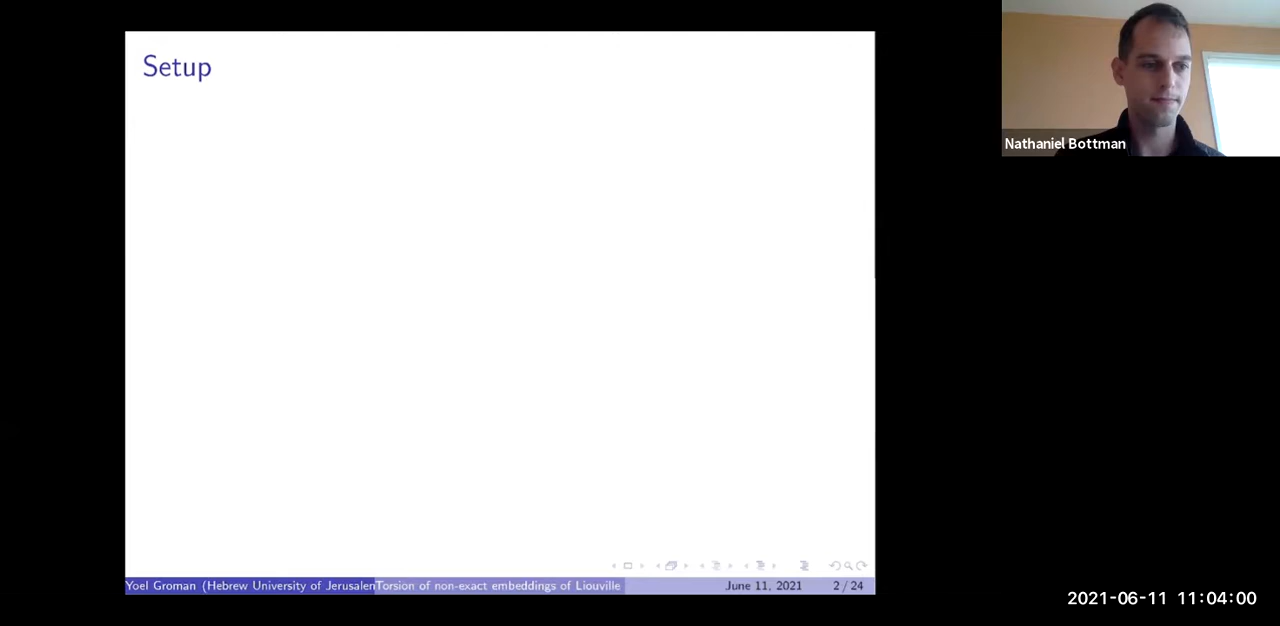 Setup
Nathaniel Bottman
Yoel Groman (Hebrew University of Jerusalen
Torsion of non-exact embeddings of Liouville
June 11, 2021
2 / 24
2021-06-11 11:04:00